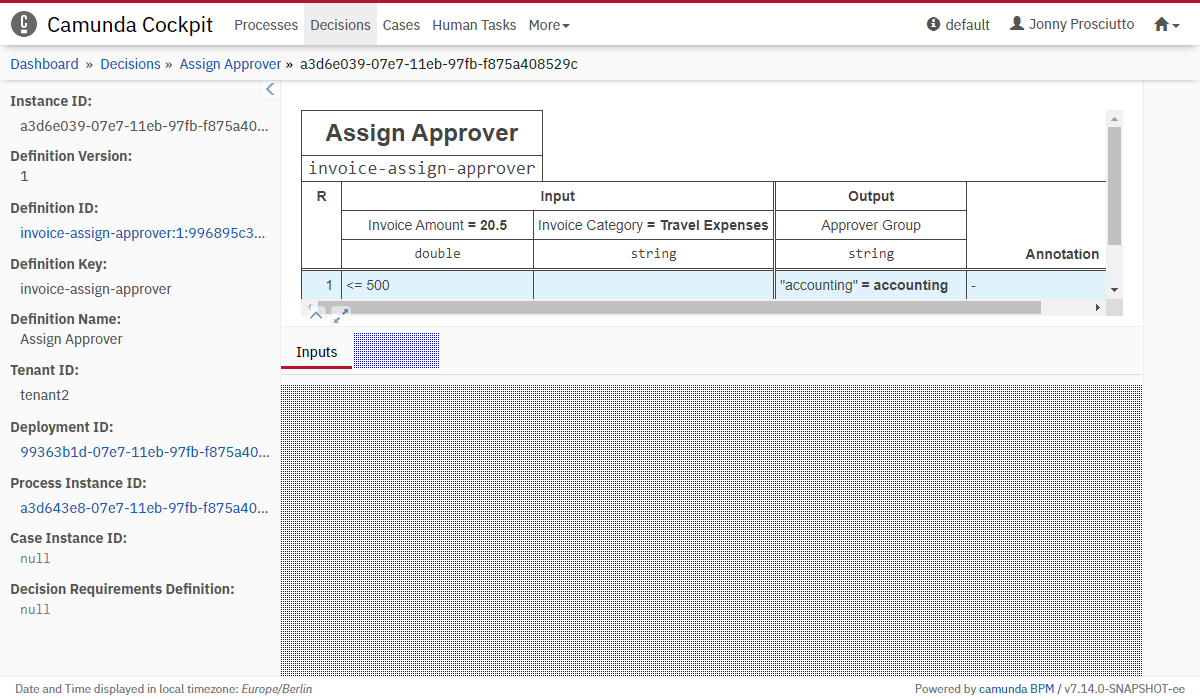 Camunda Cockpit Processes Decisions Cases Human Tasks More default Jonny Prosciutto
Dashboard » Decisions » Assign Approver » a3d6e039-07e7-11eb-97fb-f875a408529c
Instance ID:
a3d6e039-07e7-11eb-97fb-f875a40...
Definition Version:
1
Definition ID:
invoice-assign-approver:1:996895c3...
Definition Key:
invoice-assign-approver
Definition Name:
Assign Approver
Tenant ID:
tenant2
Deployment ID:
99363b1d-07e7-11eb-97fb-f875a40...
Process Instance ID:
a3d643e8-07e7-11eb-97fb-f875a40...
Case Instance ID:
null
Decision Requirements Definition:
null
Assign Approver
invoice-assign-approver
R Input Output
Invoice Amount = 20.5 Invoice Category = Travel Expenses Approver Group
double string string Annotation
1 <= 500 "accounting" = accounting -
Inputs
Date and Time displayed in local timezone: Europe/Berlin
Powered by camunda BPM / v7.14.0-SNAPSHOT-ee